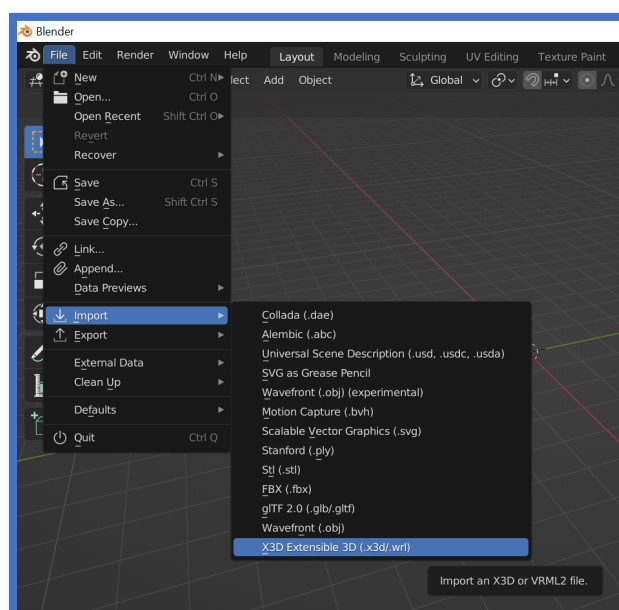 Blender
File Edit Render Window Help Layout Modeling Sculpting UV Editing Texture Paint
lect Add Object Global
New Ctrl N
Open... Ctrl O
Open Recent Shift Ctrl O
Revert
Recover
Save Ctrl S
Save As... Shift Ctrl S
Save Copy...
Link...
Append...
Data Previews
Import
Export
External Data
Clean Up
Defaults
Quit Ctrl Q
Collada (.dae)
Alembic (.abc)
Universal Scene Description (.usd, .usdc, .usda)
SVG as Grease Pencil
Wavefront (.obj) (experimental)
Motion Capture (.bvh)
Scalable Vector Graphics (.svg)
Stanford (.ply)
Stl (.stl)
FBX (.fbx)
glTF 2.0 (.glb/.gltf)
Wavefront (.obj)
X3D Extensible 3D (.x3d/.wrl)
Import an X3D or VRML2 file.